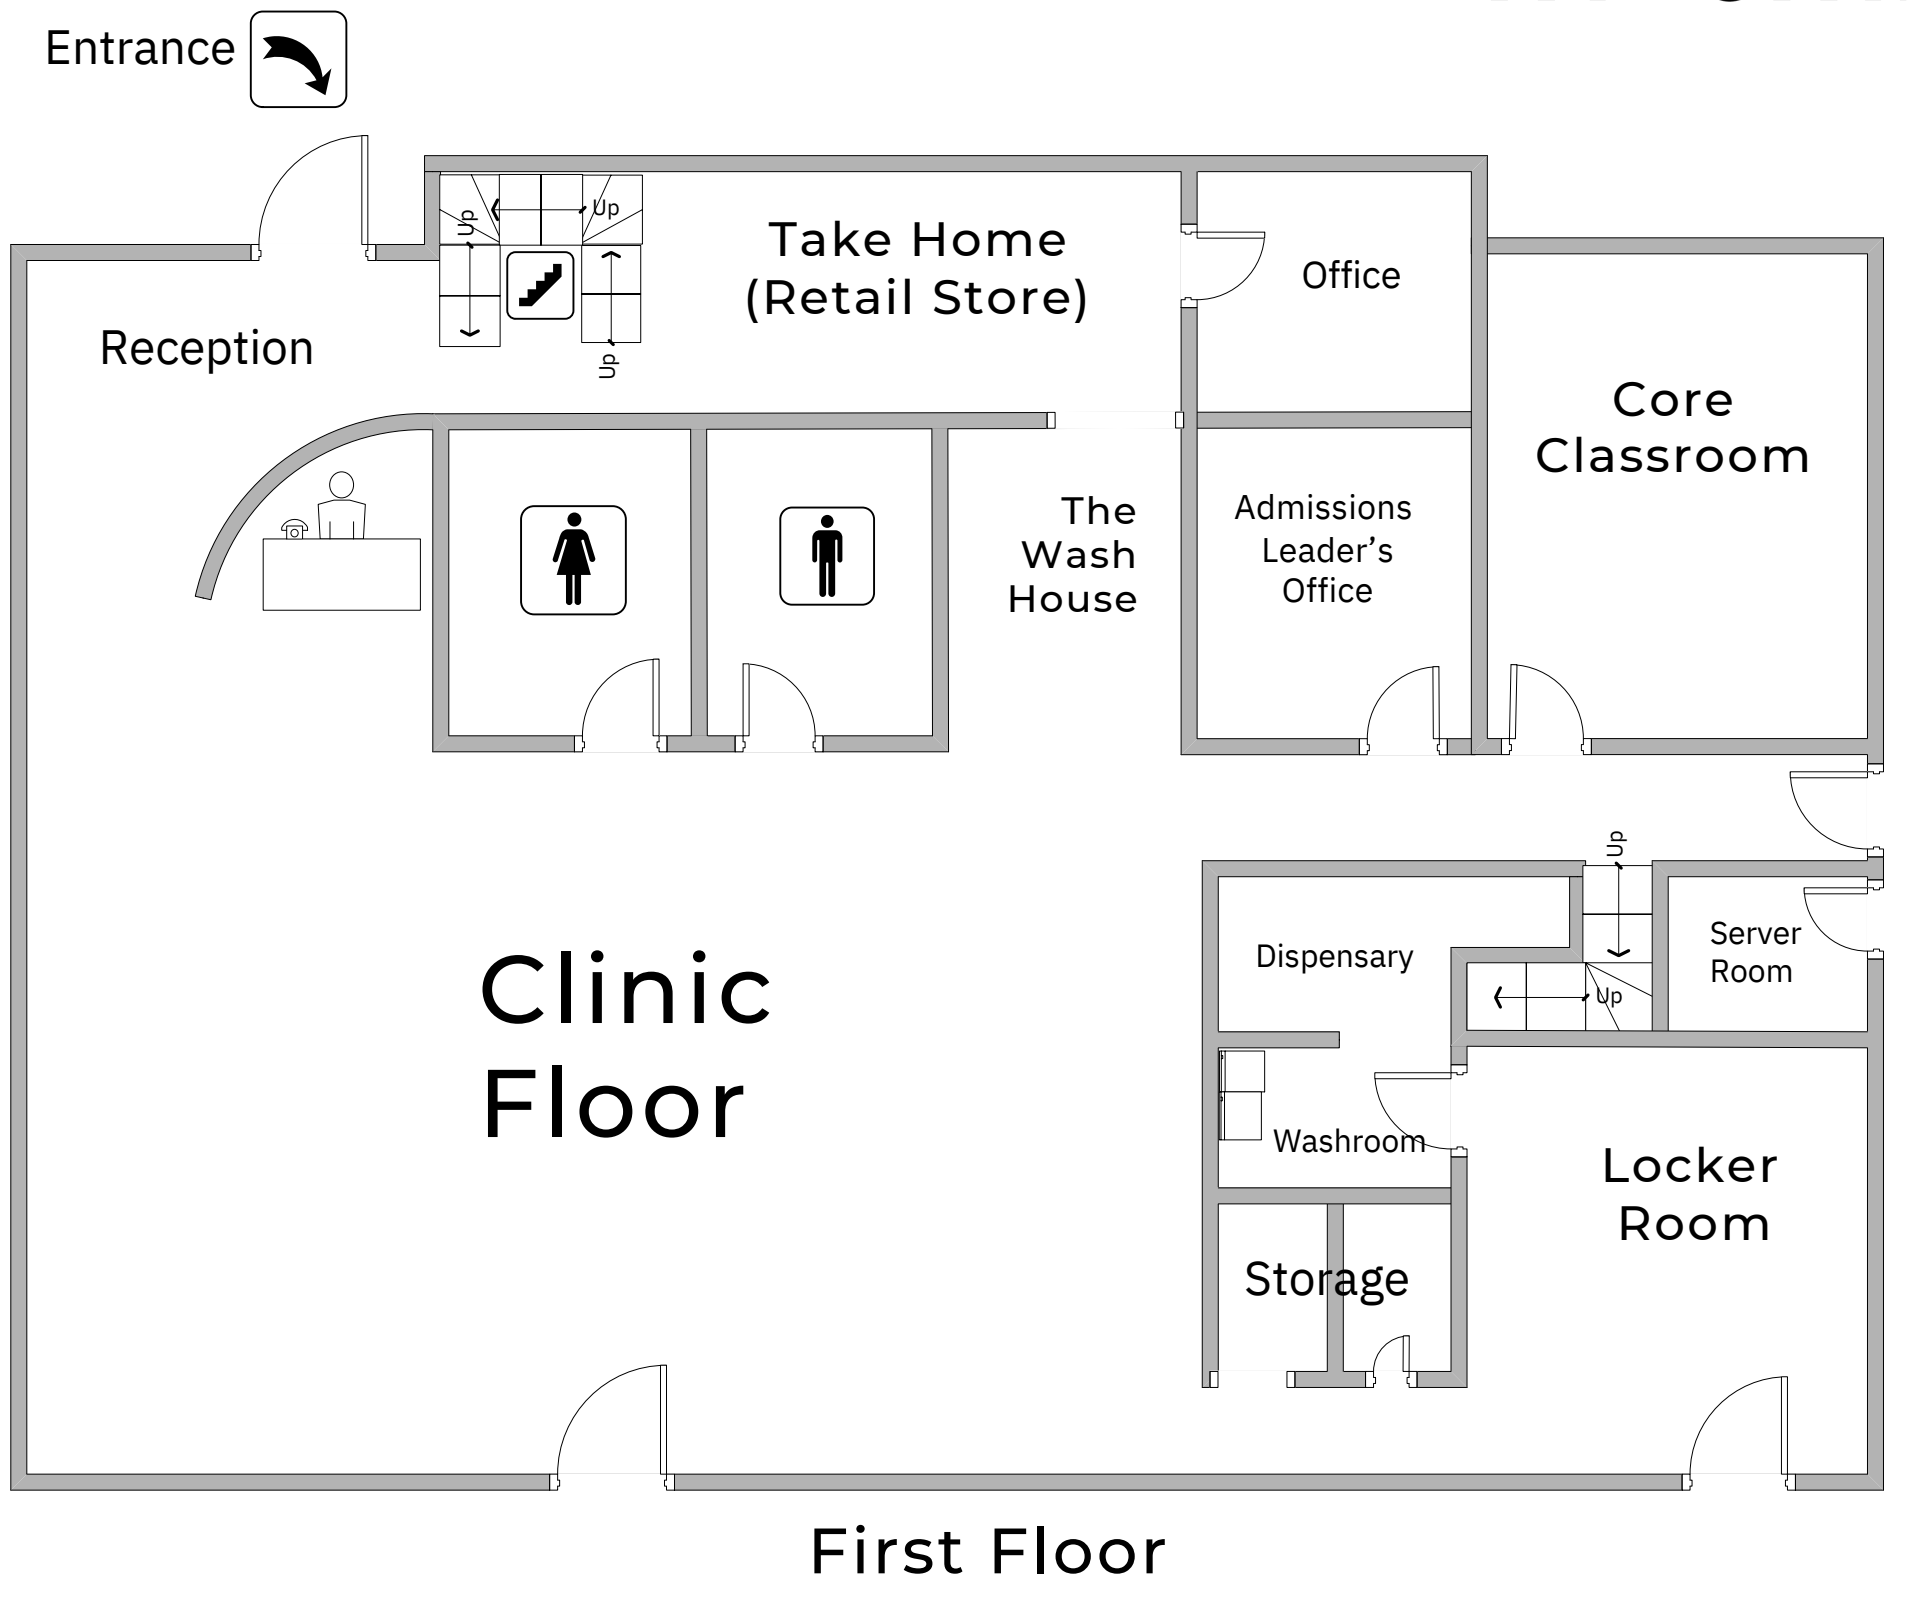 Entrance
Up
Up
Up
Take Home
(Retail Store)
Office
Reception
Core
Classroom
The
Wash
House
Admissions
Leader’s
Office
Up
Up
Dispensary
Server
Room
Clinic
Floor
Washroom
Locker
Room
Storage
First Floor